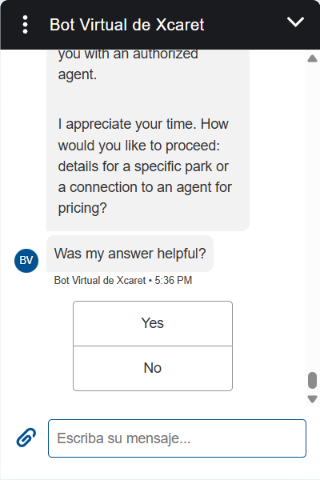 Bot Virtual de Xcaret
you with an authorized
agent.
I appreciate your time. How
would you like to proceed:
details for a specific park or
a connection to an agent for
pricing?
BV
Was my answer helpful?
Bot Virtual de Xcaret • 5:36 PM
Yes
No
Escriba su mensaje...